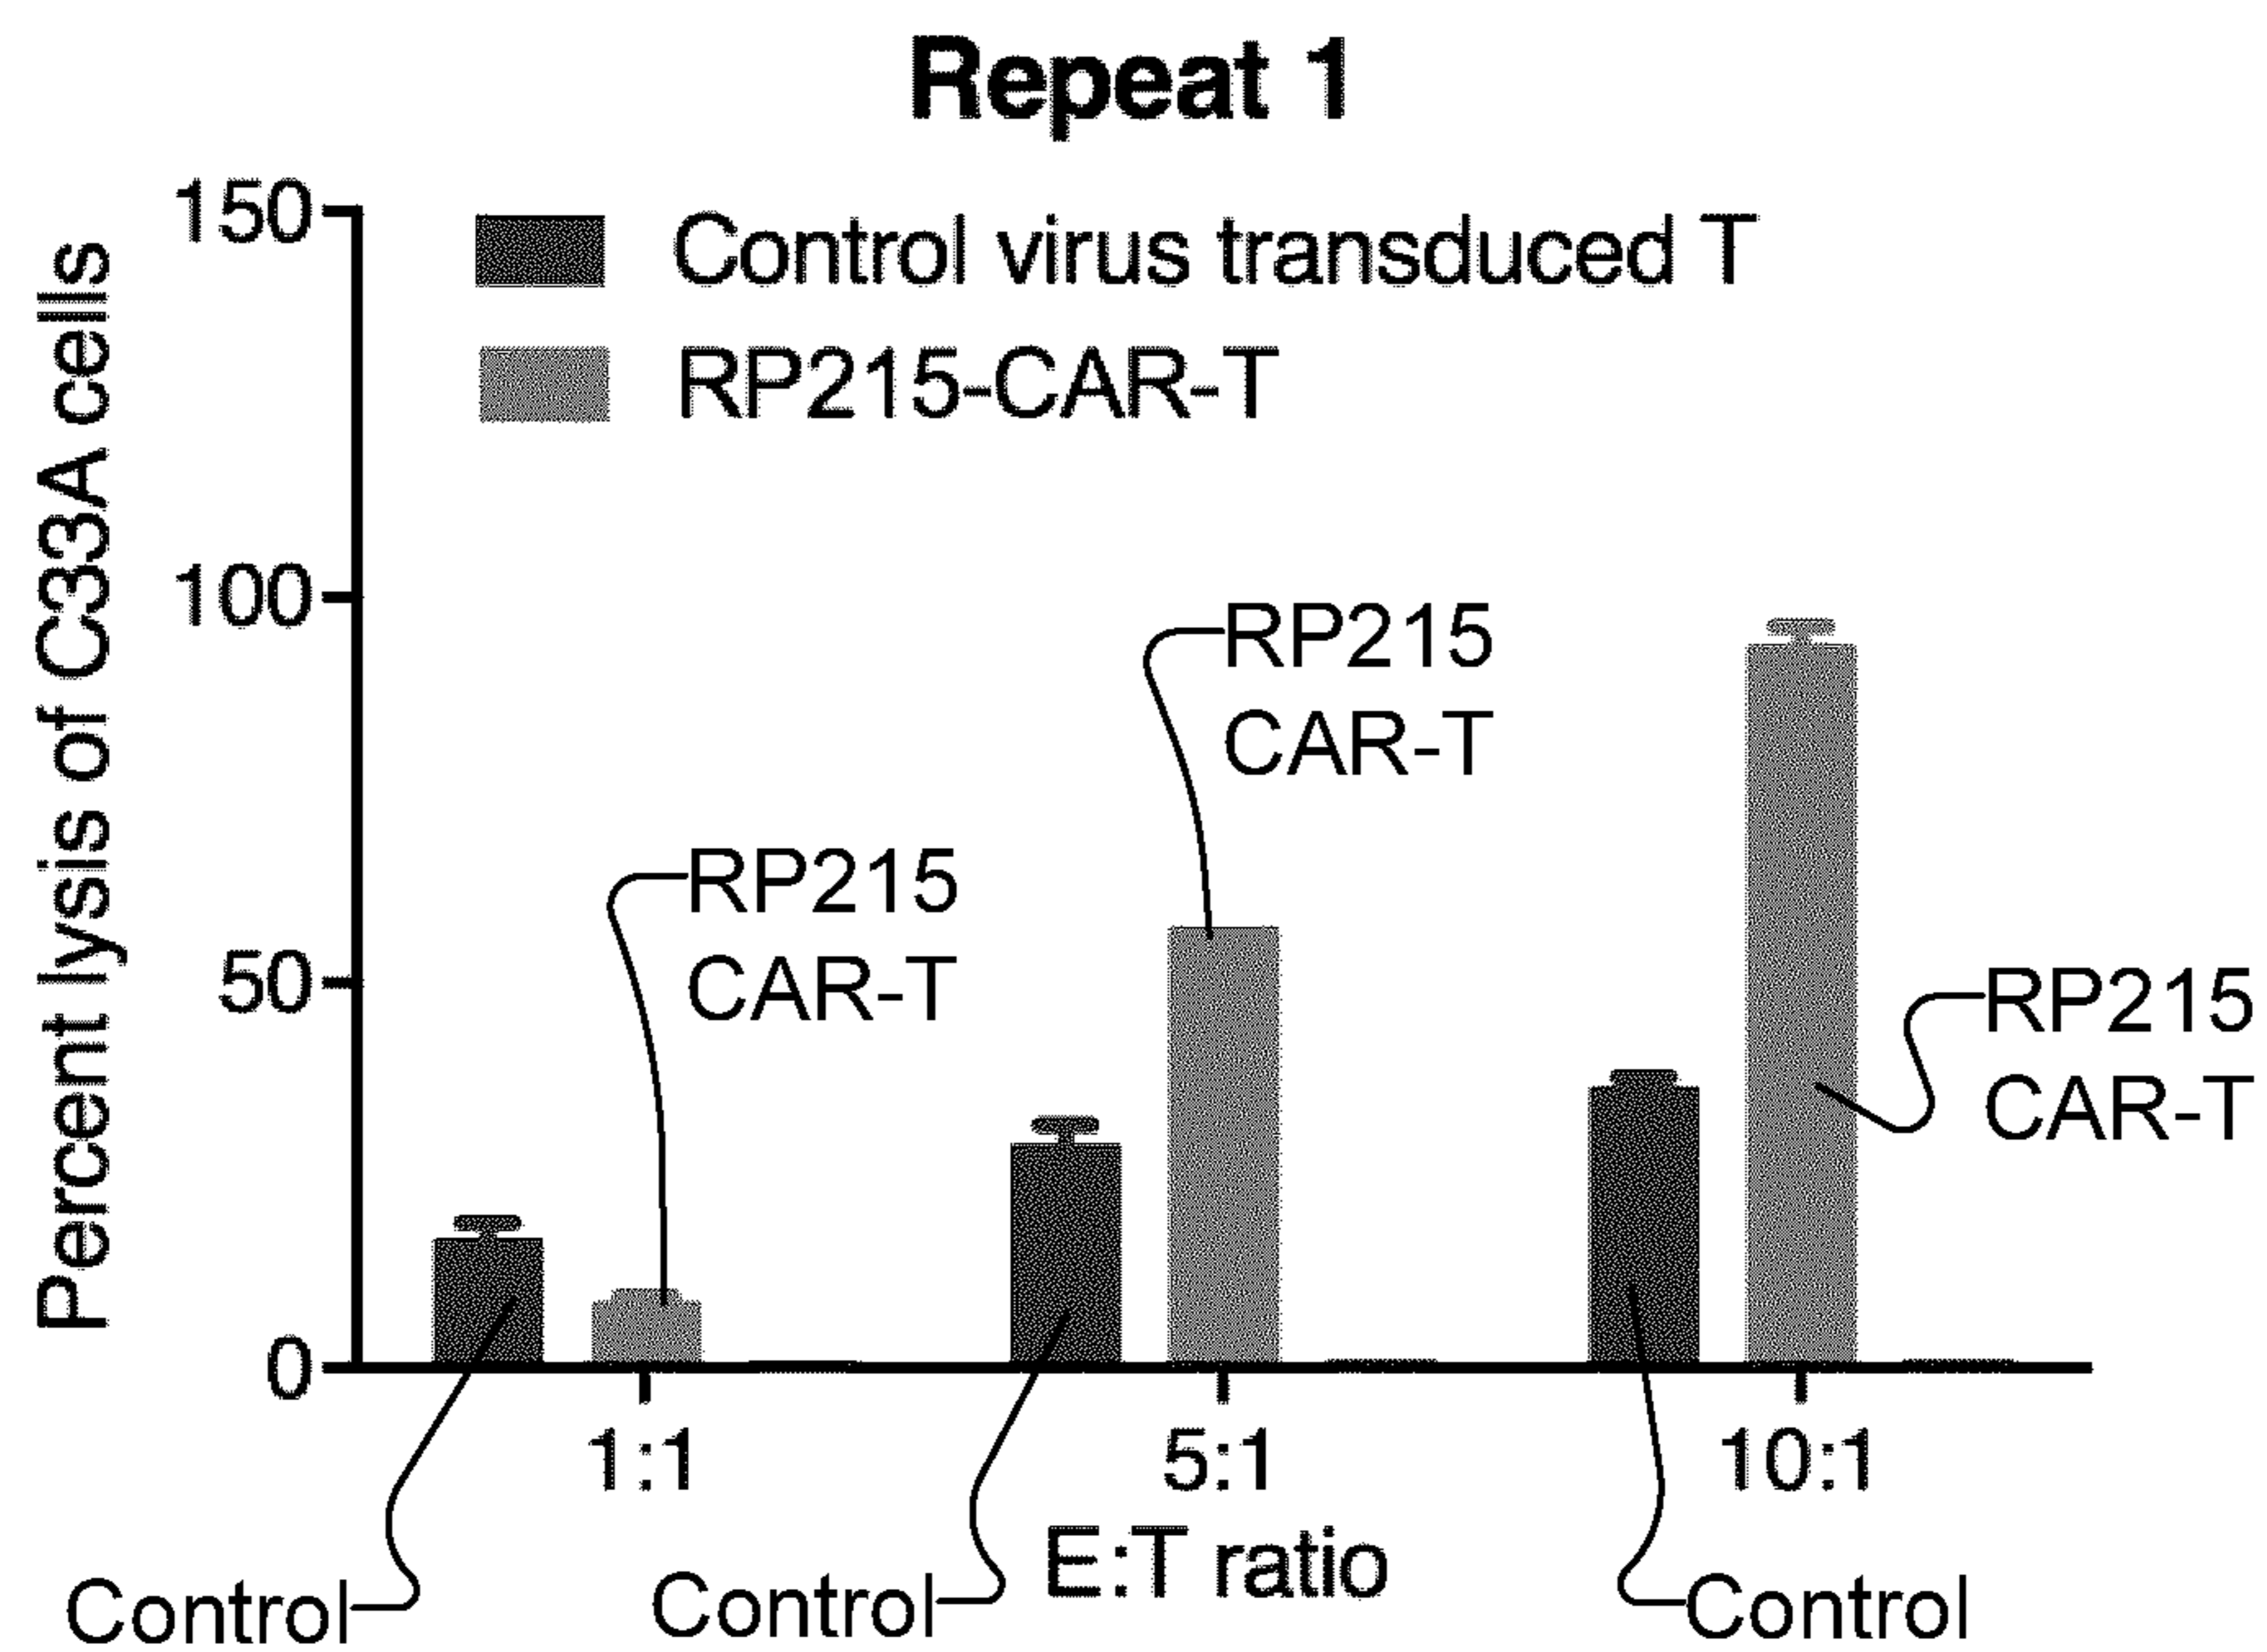 Repeat 1
150
100
50
0
Percent lysis of C33A cells
Control virus transduced T
RP215-CAR-T
RP215
CAR-T
RP215
CAR-T
RP215
CAR-T
1:1
5:1
10:1
E:T ratio
Control
Control
Control